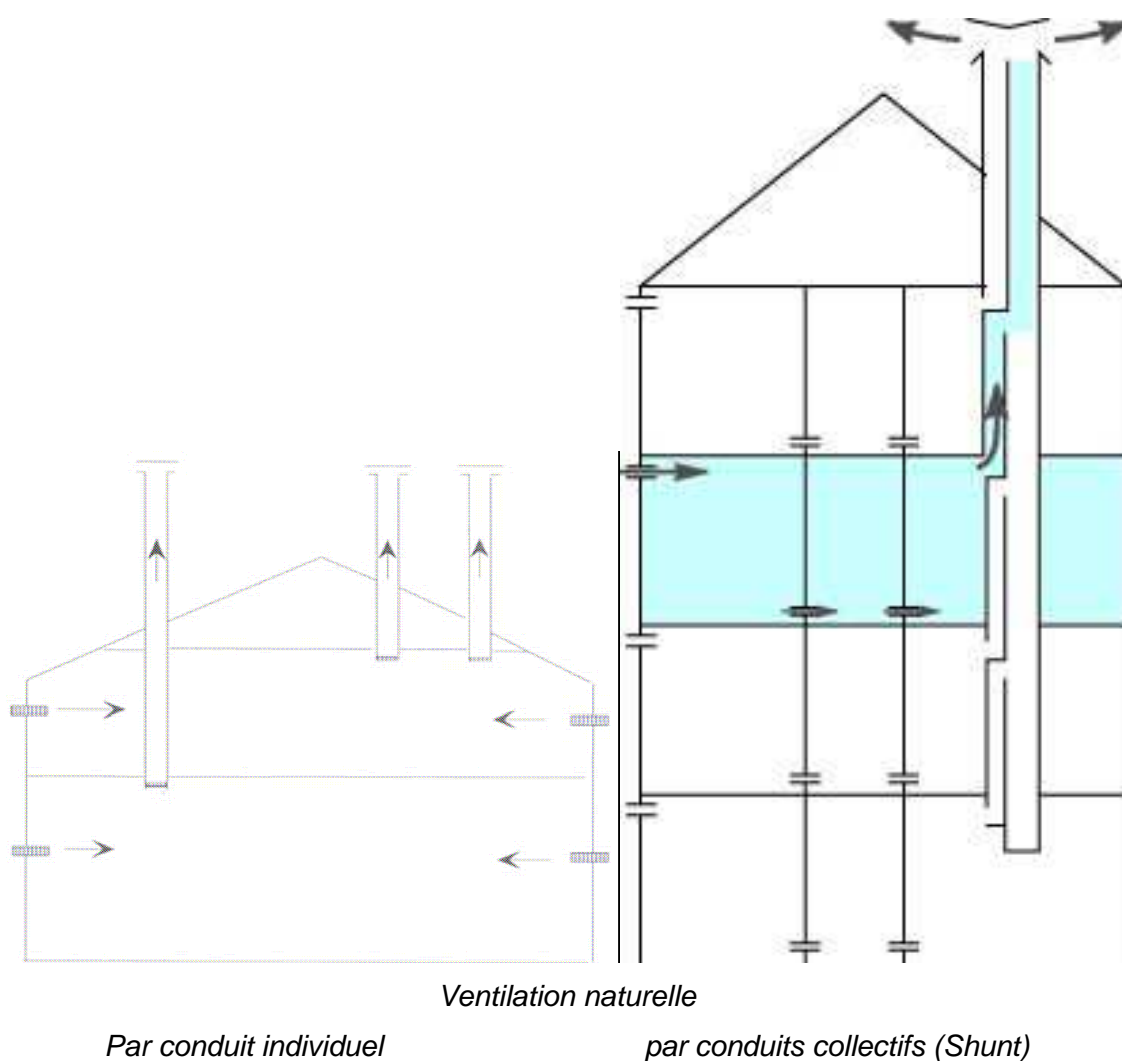 Ventilation naturelle
Par conduit individuel par conduits collectifs (Shunt)